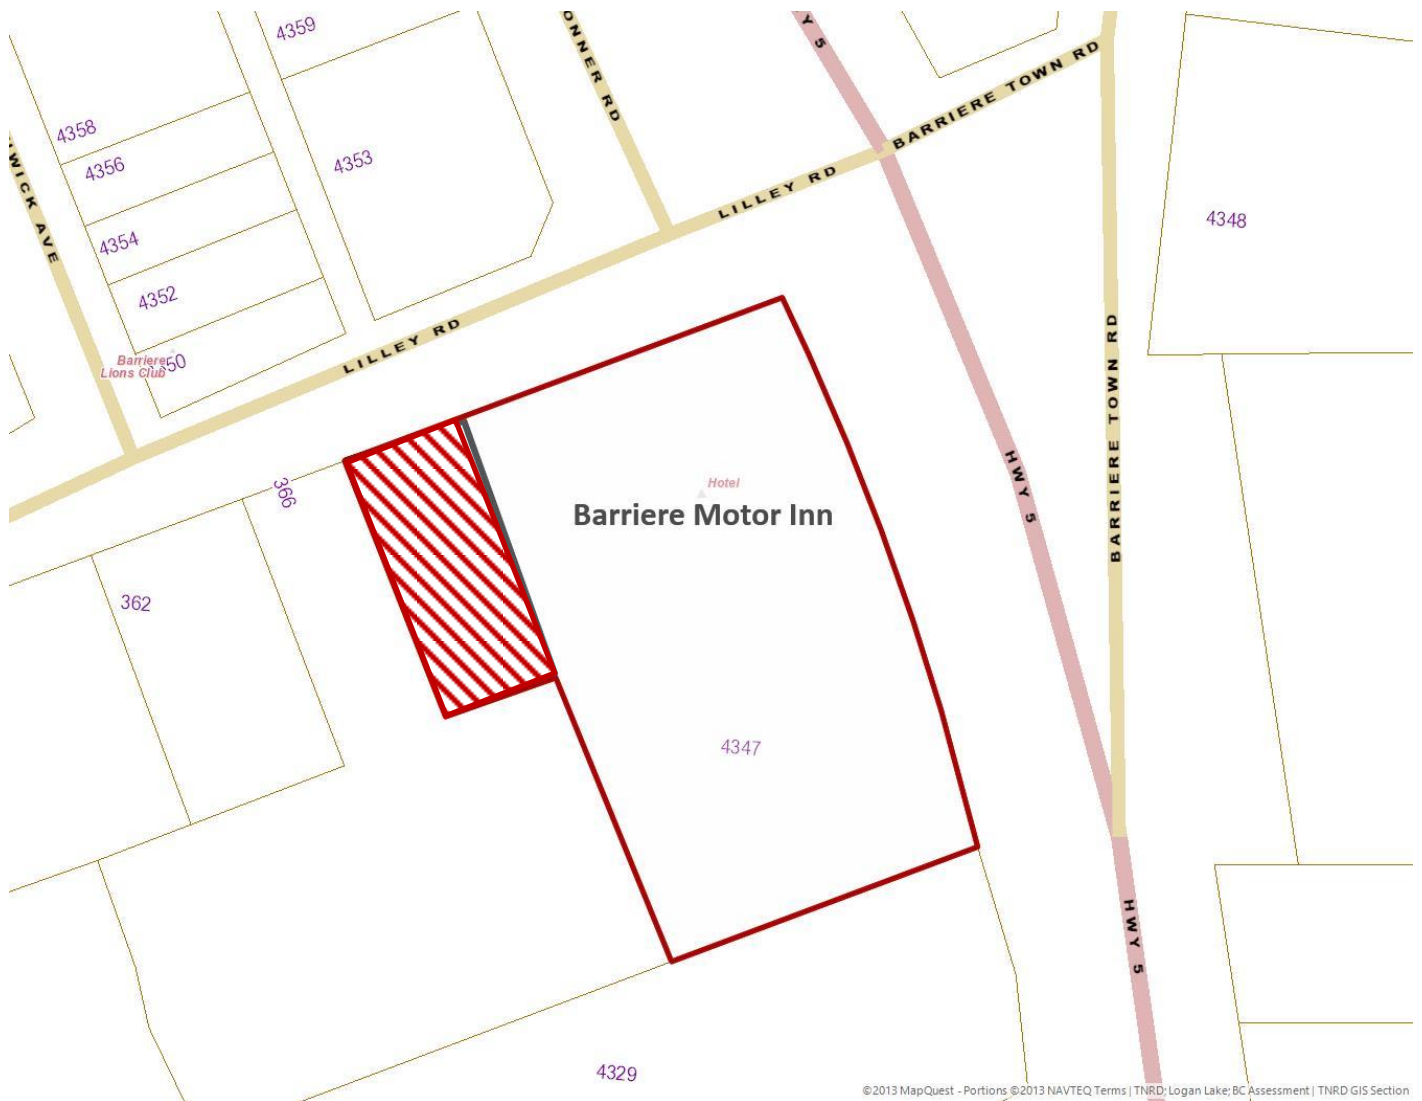 4359
ONNER RD
Y 5
BARRIERE TOWN RD
4358
4356
4353
WICK AVE
4354
4352
LILLEY RD
4348
Barriere
Lions Club
50
LILLEY RD
BARRIERE TOWN RD
HWY 5
366
Hotel
Barriere Motor Inn
362
4347
HWY 5
4329
©2013 MapQuest - Portions ©2013 NAVTEQ Terms | TNRD; Logan Lake; BC Assessment | TNRD GIS Section